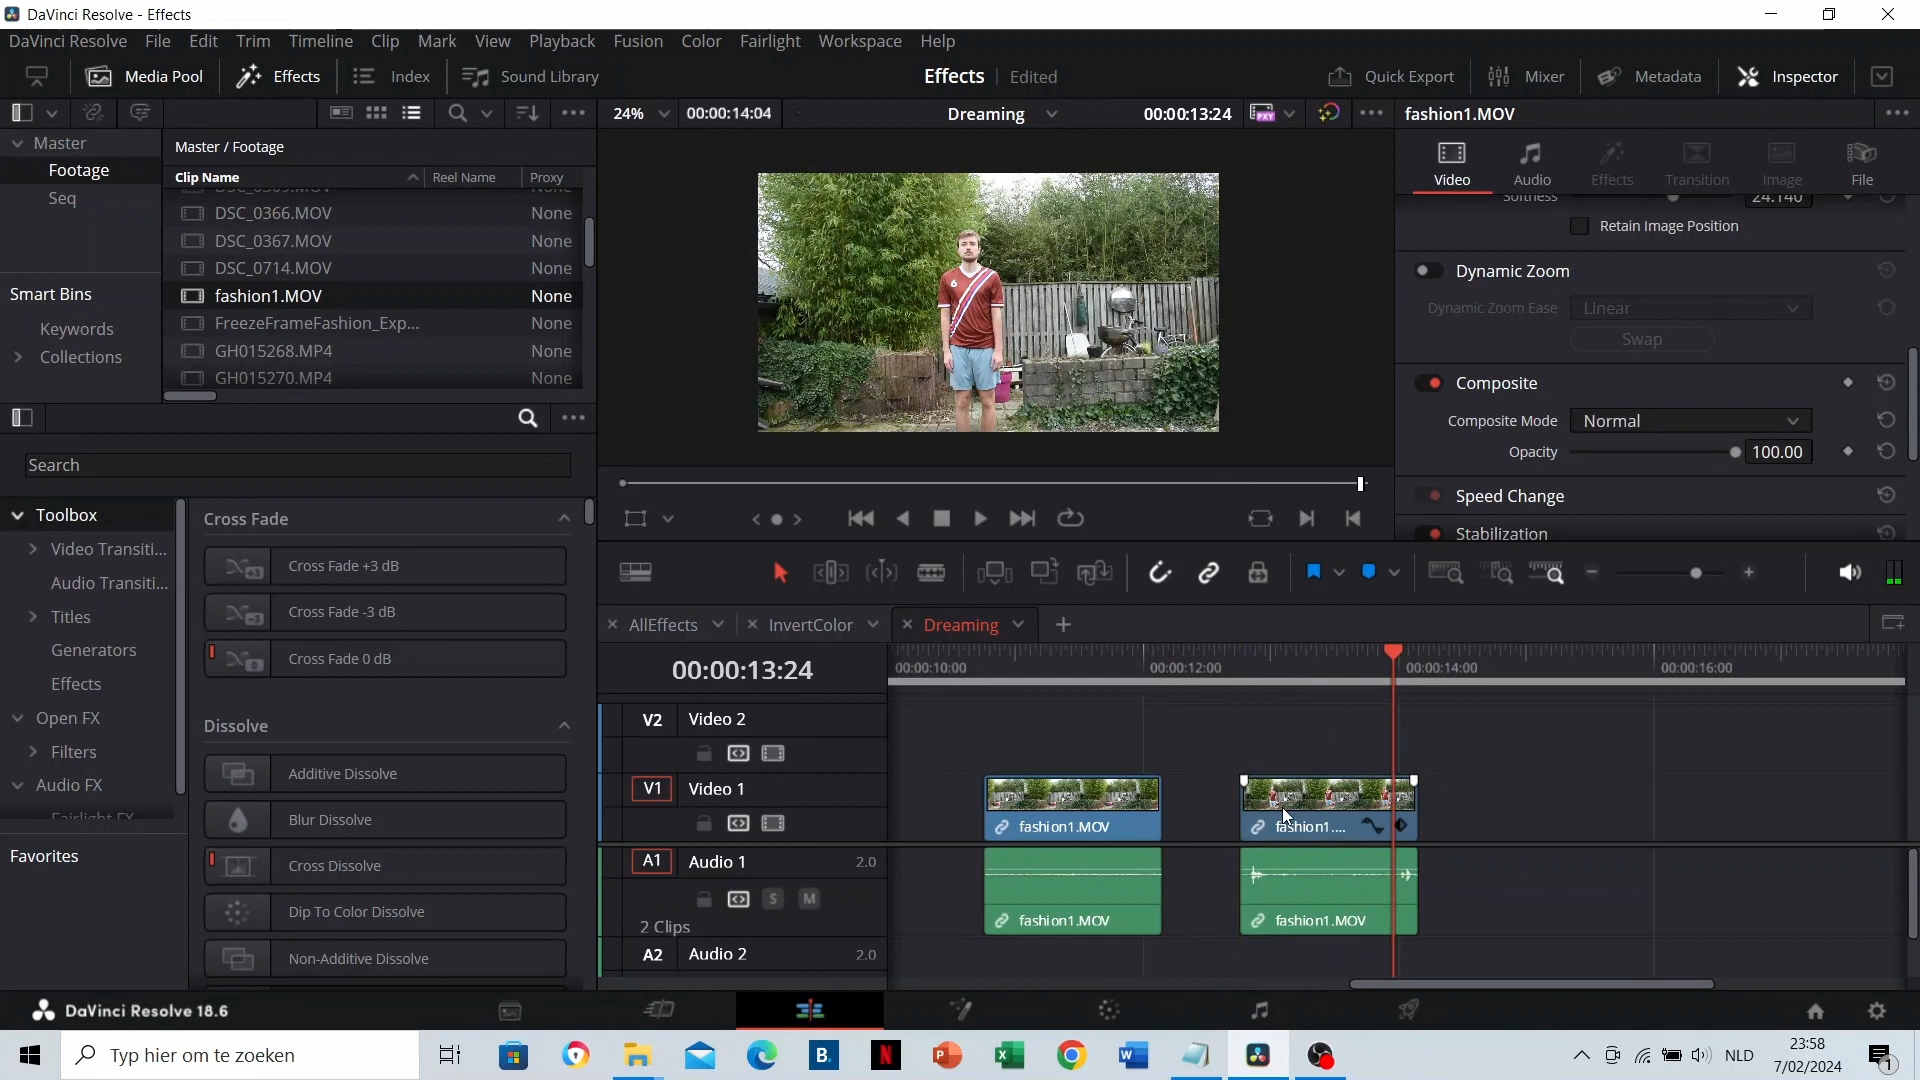 DaVinci Resolve - Effects
DaVinci Resolve File Edit Trim Timeline Clip Mark View Playback Fusion Color Fairlight Workspace Help
Media Pool Effects Index Sound Library Effects Edited Quick Export Mixer Metadata Inspector
24% 00:00:14:04 Dreaming 00:00:13:24 fashion1.MOV
Master
Footage
Seq
Master / Footage
Clip Name Reel Name Proxy
DSC_0366.MOV None
DSC_0367.MOV None
DSC_0714.MOV None
fashion1.MOV None
FreezeFrameFashion_Exp... None
GH015268.MP4 None
GH015270.MP4 None
Smart Bins
Keywords
Collections
Video Audio Effects Transition Image File
Softness 24.140
Retain Image Position
Dynamic Zoom
Dynamic Zoom Ease Linear
Swap
Composite
Composite Mode Normal
Opacity 100.00
Speed Change
Stabilization
Search
Toolbox
Video Transiti...
Audio Transiti...
Titles
Generators
Effects
Open FX
Filters
Audio FX
Fairlight FX
Favorites
Cross Fade
Cross Fade +3 dB
Cross Fade -3 dB
Cross Fade 0 dB
Dissolve
Additive Dissolve
Blur Dissolve
Cross Dissolve
Dip To Color Dissolve
Non-Additive Dissolve
AllEffects InvertColor Dreaming
00:00:13:24
00:00:10:00 00:00:12:00 00:00:14:00 00:00:16:00
V2 Video 2
V1 Video 1
fashion1.MOV fashion1....
A1 Audio 1 2.0
S M
2 Clips
fashion1.MOV fashion1.MOV
A2 Audio 2 2.0
DaVinci Resolve 18.6
Typ hier om te zoeken
NLD
23:58
7/02/2024